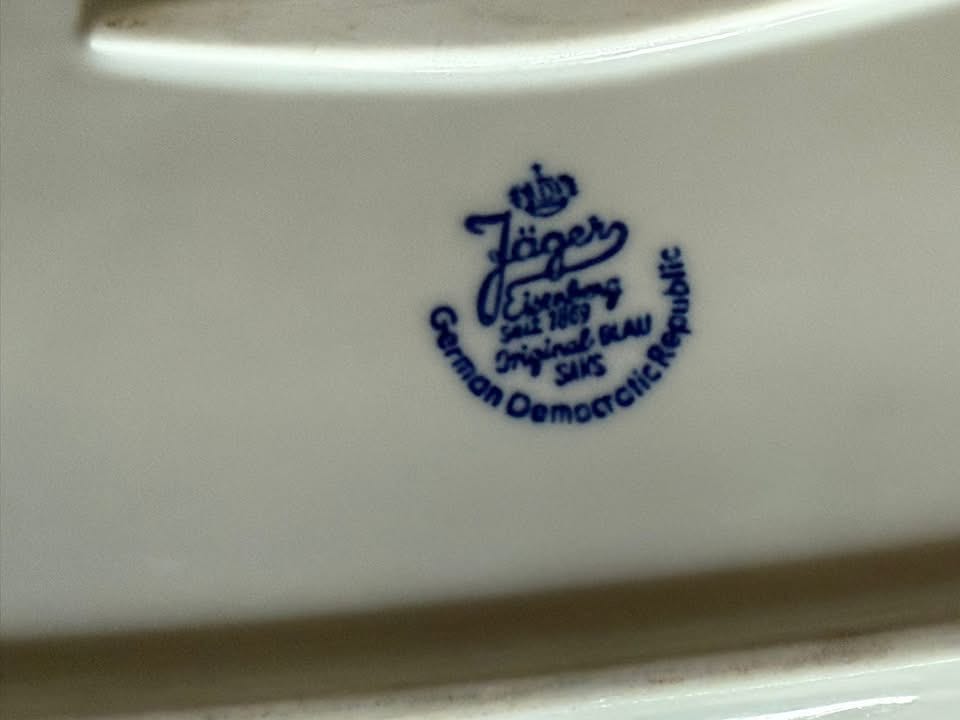 Jäger
Eisenberg
seit 1869
Original BLAU
SAKS
German Democratic Republic